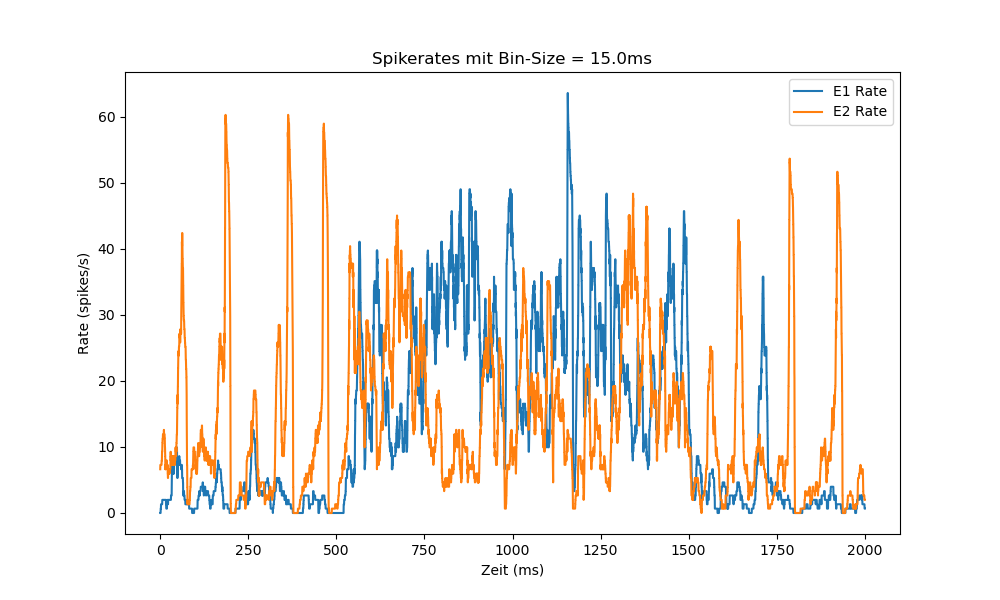 Spikerates mit Bin-Size = 15.0ms
E1 Rate
E2 Rate
Rate (spikes/s)
60
50
40
30
20
10
0
0 250 500 750 1000 1250 1500 1750 2000
Zeit (ms)